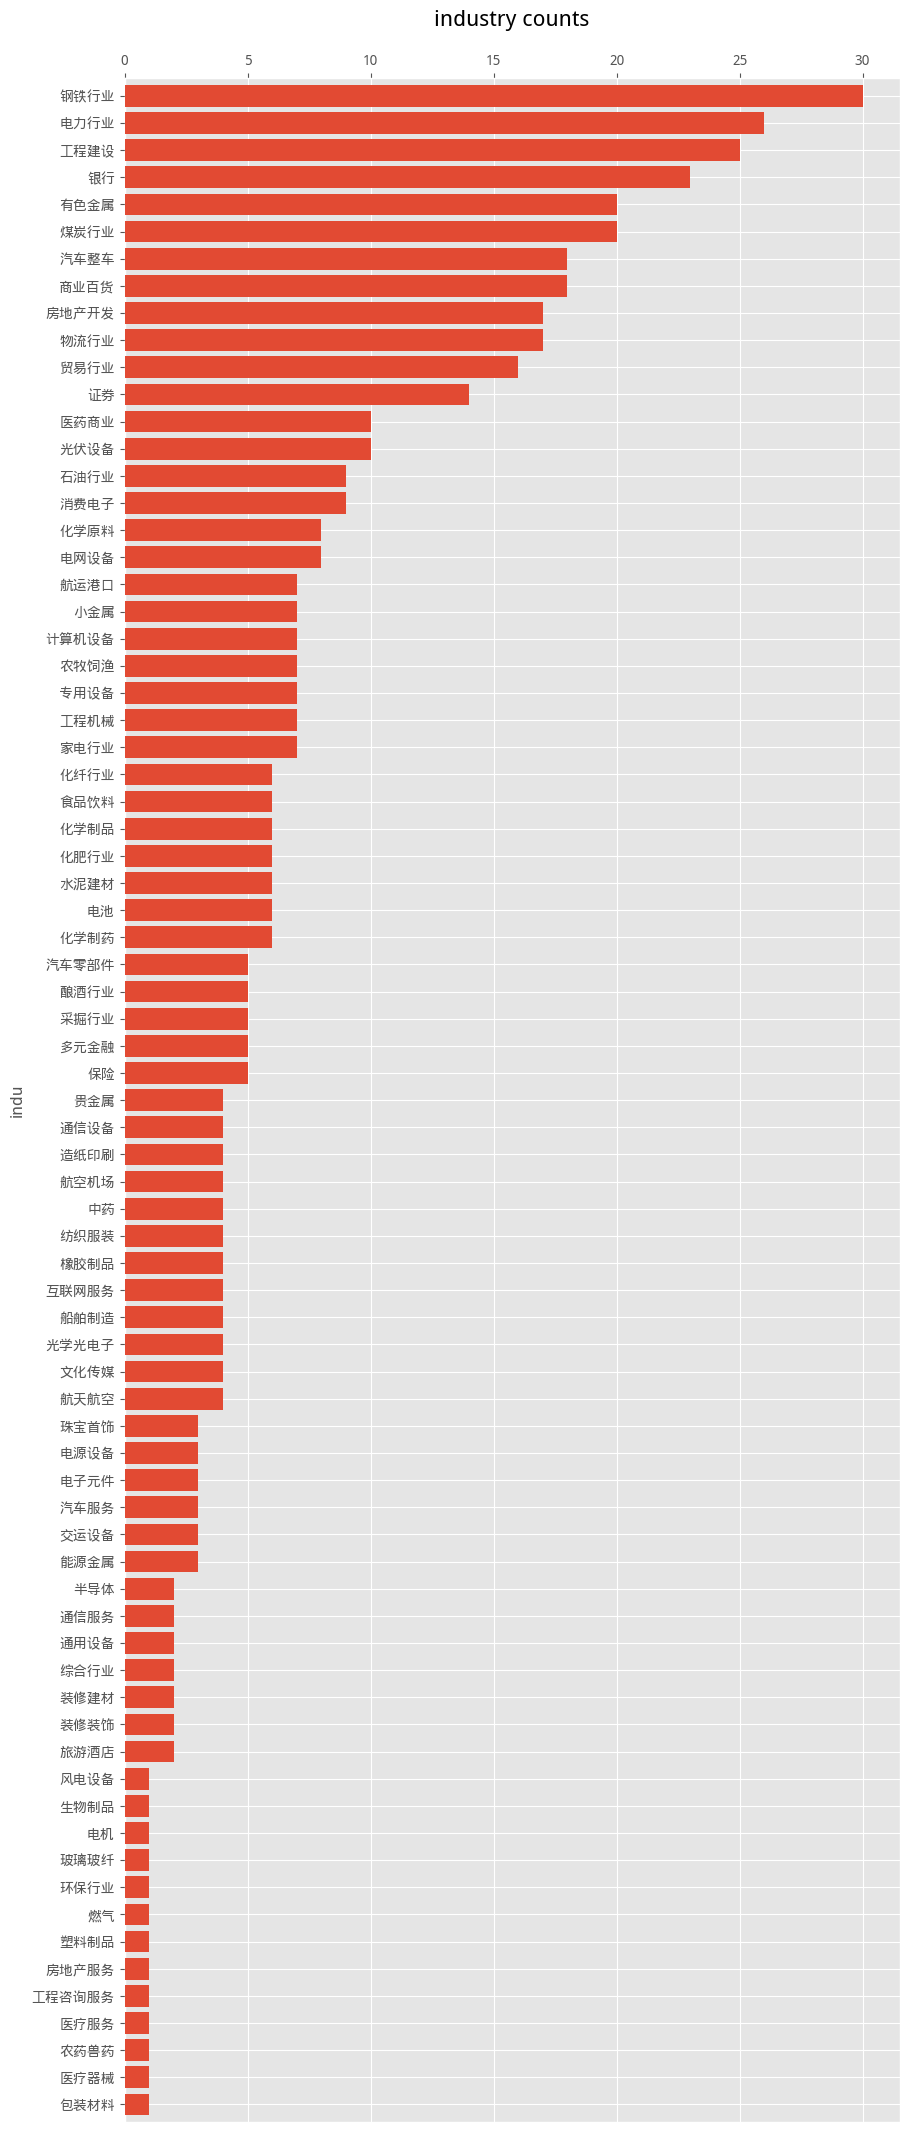 industry counts
0 5 10 15 20 25 30
钢铁行业
电力行业
工程建设
银行
有色金属
煤炭行业
汽车整车
商业百货
房地产开发
物流行业
贸易行业
证券
医药商业
光伏设备
石油行业
消费电子
化学原料
电网设备
航运港口
小金属
计算机设备
农牧饲渔
专用设备
工程机械
家电行业
化纤行业
食品饮料
化学制品
化肥行业
水泥建材
电池
化学制药
汽车零部件
酿酒行业
采掘行业
多元金融
保险
贵金属
通信设备
造纸印刷
航空机场
中药
纺织服装
橡胶制品
互联网服务
船舶制造
光学光电子
文化传媒
航天航空
珠宝首饰
电源设备
电子元件
汽车服务
交运设备
能源金属
半导体
通信服务
通用设备
综合行业
装修建材
装修装饰
旅游酒店
风电设备
生物制品
电机
玻璃玻纤
环保行业
燃气
塑料制品
房地产服务
工程咨询服务
医疗服务
农药兽药
医疗器械
包装材料
indu